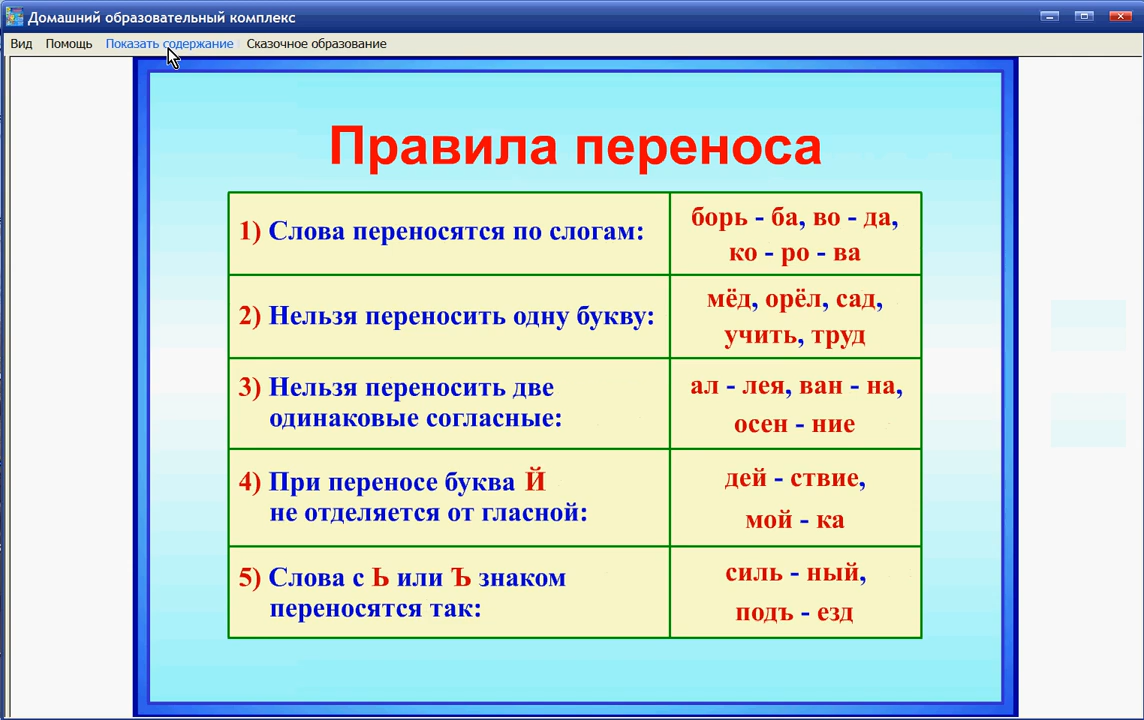 Домашний образовательный комплекс
Вид Помощь Показать содержание Сказочное образование
Правила переноса
1) Слова переносятся по слогам:
борь - ба, во - да,
ко - ро - ва
2) Нельзя переносить одну букву:
мёд, орёл, сад,
учить, труд
3) Нельзя переносить две
одинаковые согласные:
ал - лея, ван - на,
осен - ние
4) При переносе буква Й
не отделяется от гласной:
дей - ствие,
мой - ка
5) Слова с Ь или Ъ знаком
переносятся так:
силь - ный,
подъ - езд